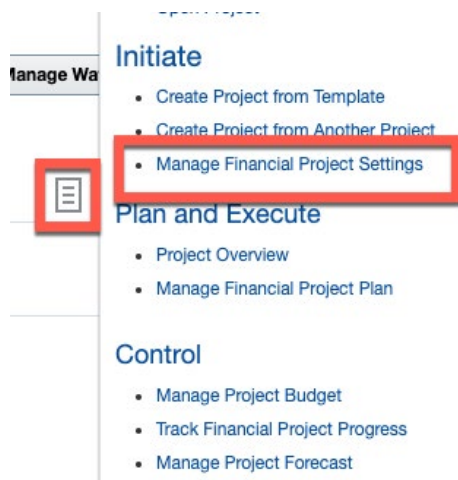 Initiate
Manage Wa
Create Project from Template
Create Project from Another Project
Manage Financial Project Settings
Plan and Execute
Project Overview
Manage Financial Project Plan
Control
Manage Project Budget
Track Financial Project Progress
Manage Project Forecast